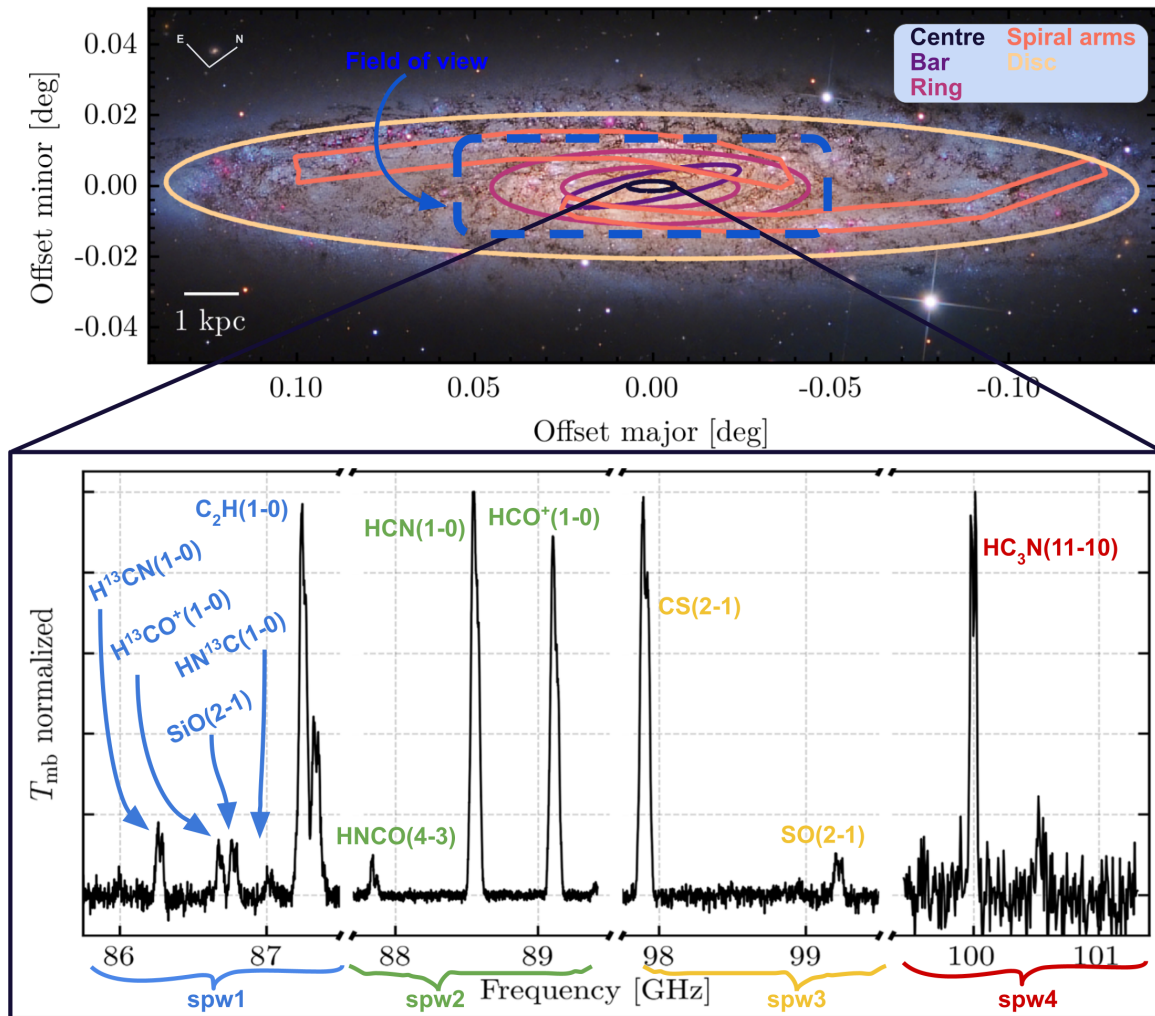 E N
Field of view
Centre Spiral arms
Bar Disc
Ring
Offset minor [deg]
0.04
0.02
0.00
-0.02
-0.04
1 kpc
0.10 0.05 0.00 -0.05 -0.10
Offset major [deg]
T_mb normalized
H¹³CN(1-0)
H¹³CO⁺(1-0)
HN¹³C(1-0)
SiO(2-1)
C₂H(1-0)
HNCO(4-3)
HCN(1-0)
HCO⁺(1-0)
CS(2-1)
SO(2-1)
HC₃N(11-10)
86 87 88 89 98 99 100 101
Frequency [GHz]
spw1 spw2 spw3 spw4